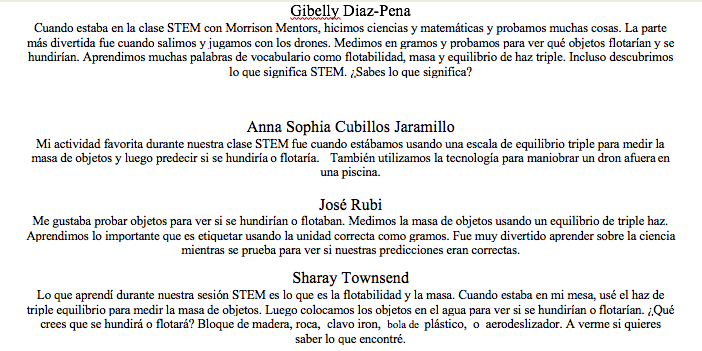 Gibelly Diaz-Pena
Cuando estaba en la clase STEM con Morrison Mentors, hicimos ciencias y matemáticas y probamos muchas cosas. La parte
más divertida fue cuando salimos y jugamos con los drones. Medimos en gramos y probamos para ver qué objetos flotarían y se
hundirían. Aprendimos muchas palabras de vocabulario como flotabilidad, masa y equilibrio de haz triple. Incluso descubrimos
lo que significa STEM. ¿Sabes lo que significa?
Anna Sophia Cubillos Jaramillo
Mi actividad favorita durante nuestra clase STEM fue cuando estábamos usando una escala de equilibrio triple para medir la
masa de objetos y luego predecir si se hundiría o flotaría. También utilizamos la tecnología para maniobrar un dron afuera en
una piscina.
José Rubi
Me gustaba probar objetos para ver si se hundirían o flotaban. Medimos la masa de objetos usando un equilibrio de triple haz.
Aprendimos lo importante que es etiquetar usando la unidad correcta como gramos. Fue muy divertido aprender sobre la ciencia
mientras se prueba para ver si nuestras predicciones eran correctas.
Sharay Townsend
Lo que aprendí durante nuestra sesión STEM es lo que es la flotabilidad y la masa. Cuando estaba en mi mesa, usé el haz de
triple equilibrio para medir la masa de objetos. Luego colocamos los objetos en el agua para ver si se hundirían o flotarían. ¿Qué
crees que se hundirá o flotará? Bloque de madera, roca, clavo iron, bola de plástico, o aerodeslizador. A verme si quieres
saber lo que encontré.